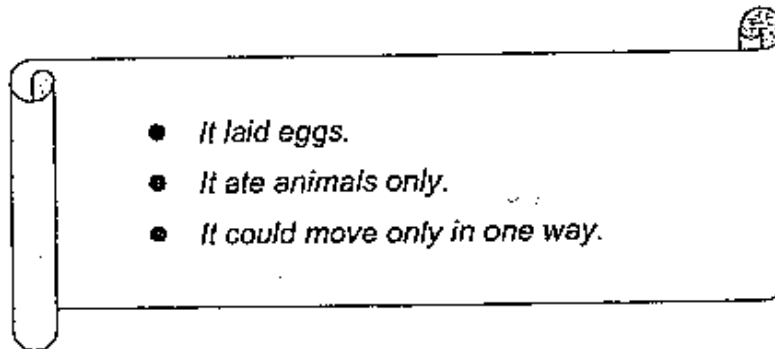 • It laid eggs.
• It ate animals only.
• It could move only in one way.